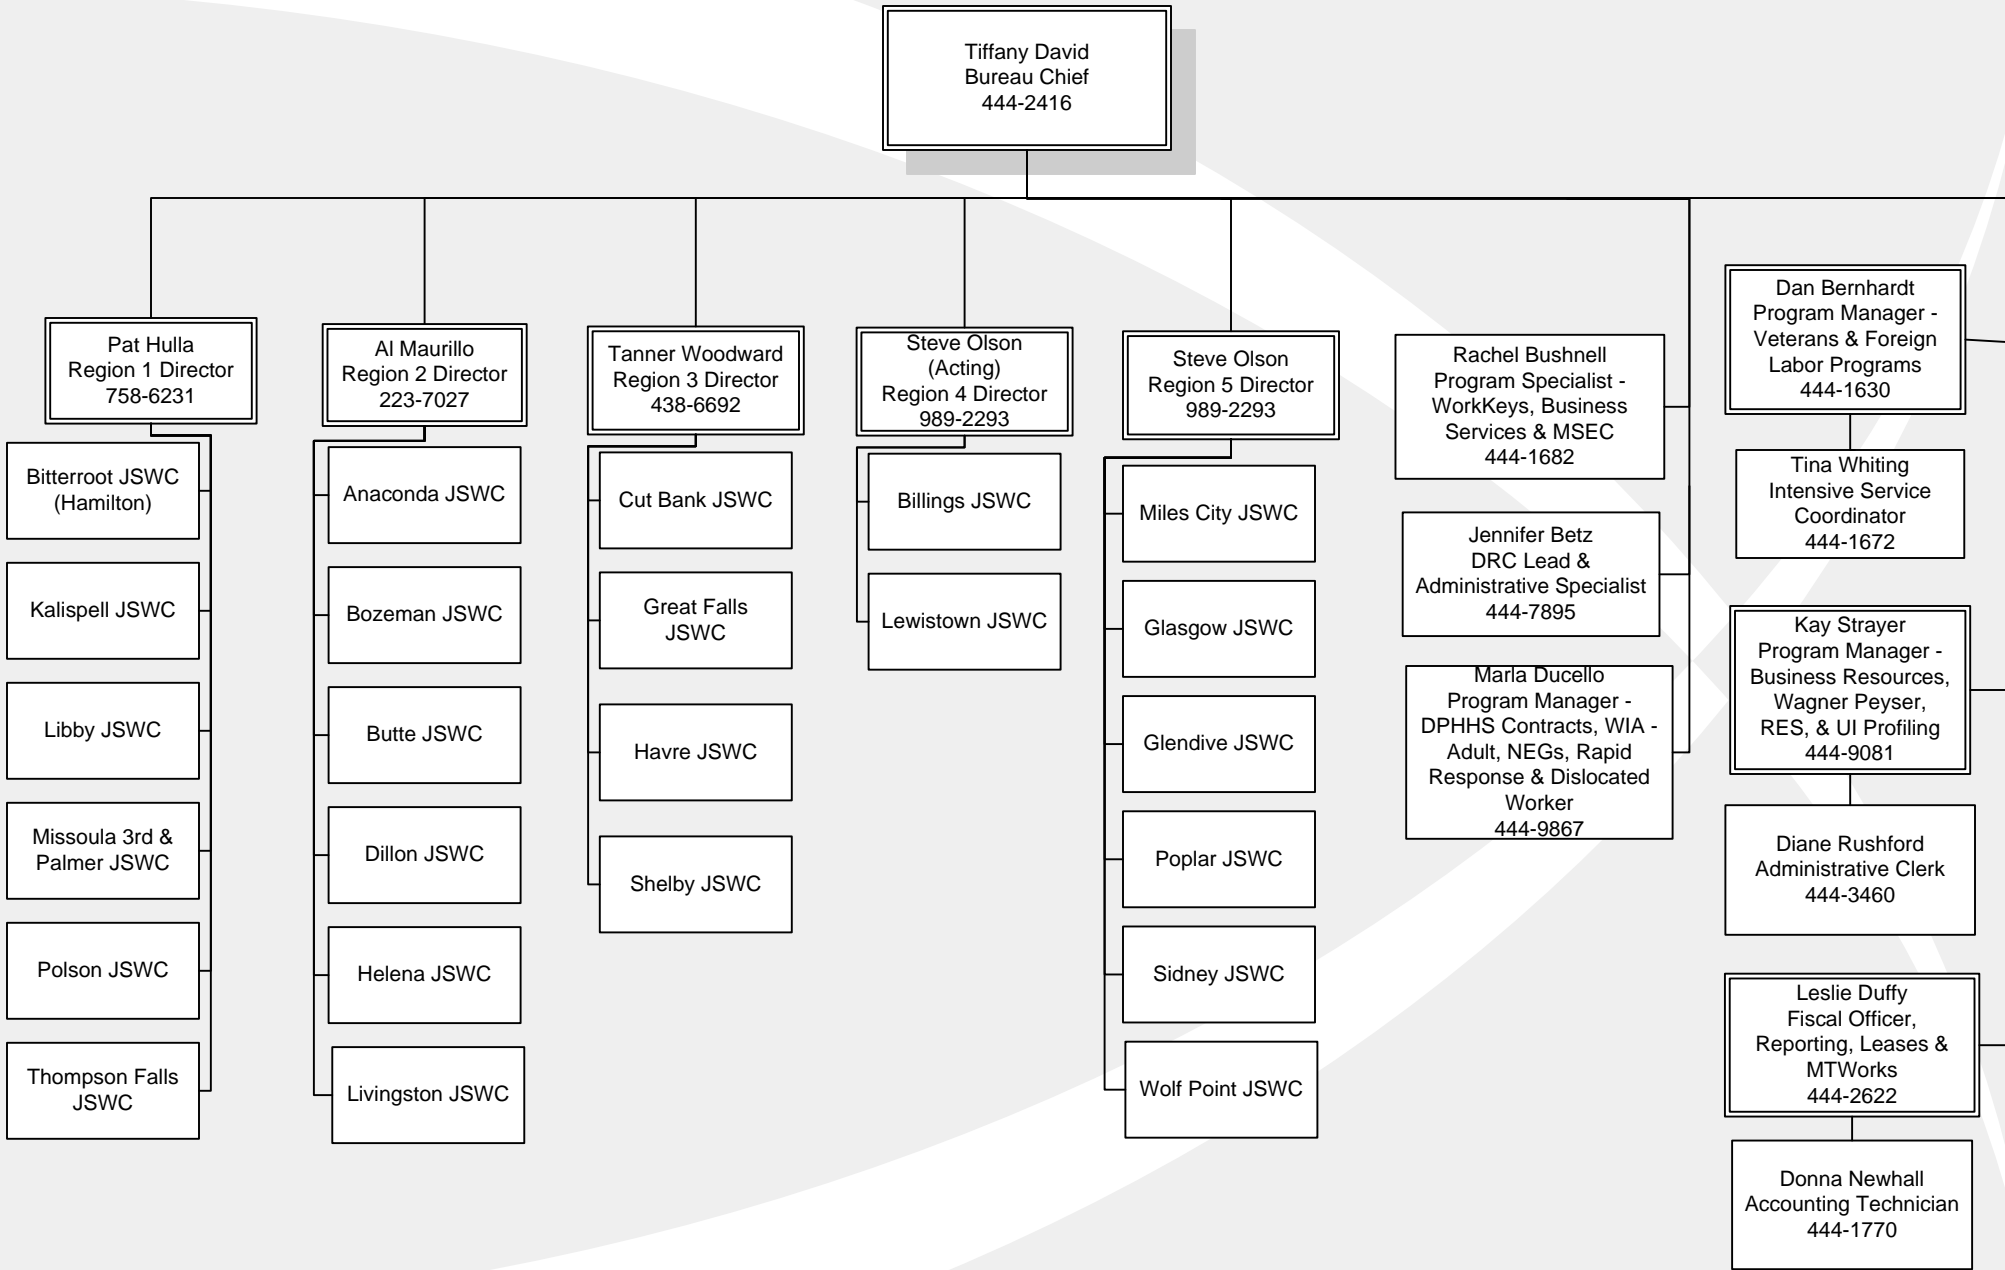 Tiffany David
Bureau Chief
444-2416
Pat Hulla
Region 1 Director
758-6231
Bitterroot JSWC
(Hamilton)
Kalispell JSWC
Libby JSWC
Missoula 3rd &
Palmer JSWC
Polson JSWC
Thompson Falls
JSWC
Al Maurillo
Region 2 Director
223-7027
Anaconda JSWC
Bozeman JSWC
Butte JSWC
Dillon JSWC
Helena JSWC
Livingston JSWC
Tanner Woodward
Region 3 Director
438-6692
Cut Bank JSWC
Great Falls
JSWC
Havre JSWC
Shelby JSWC
Steve Olson
(Acting)
Region 4 Director
989-2293
Billings JSWC
Lewistown JSWC
Steve Olson
Region 5 Director
989-2293
Miles City JSWC
Glasgow JSWC
Glendive JSWC
Poplar JSWC
Sidney JSWC
Wolf Point JSWC
Rachel Bushnell
Program Specialist -
WorkKeys, Business
Services & MSEC
444-1682
Jennifer Betz
DRC Lead &
Administrative Specialist
444-7895
Marla Ducello
Program Manager -
DPHHS Contracts, WIA -
Adult, NEGs, Rapid
Response & Dislocated
Worker
444-9867
Dan Bernhardt
Program Manager -
Veterans & Foreign
Labor Programs
444-1630
Tina Whiting
Intensive Service
Coordinator
444-1672
Kay Strayer
Program Manager -
Business Resources,
Wagner Peyser,
RES, & UI Profiling
444-9081
Diane Rushford
Administrative Clerk
444-3460
Leslie Duffy
Fiscal Officer,
Reporting, Leases &
MTWorks
444-2622
Donna Newhall
Accounting Technician
444-1770